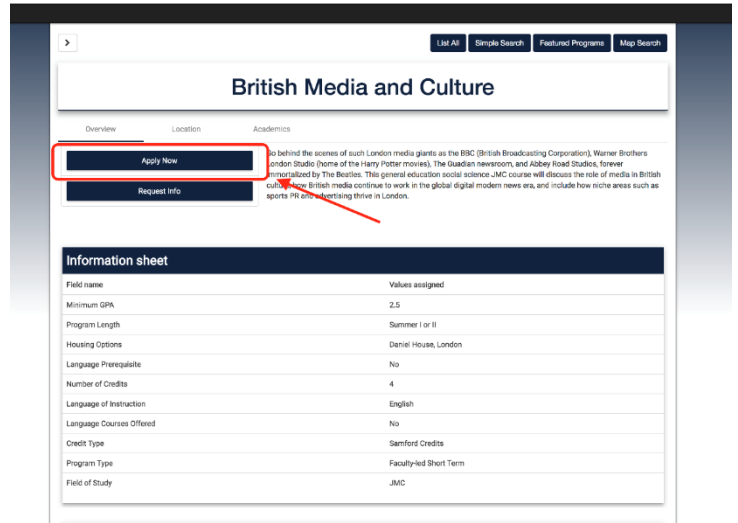 List All Simple Search Featured Programs Map Search
British Media and Culture
Overview Location Academics
Apply Now
Request Info
Go behind the scenes of such London media giants as the BBC (British Broadcasting Corporation), Warner Brothers
London Studio (home of the Harry Potter movies), The Guadian newsroom, and Abbey Road Studios, forever
immortalized by The Beatles. This general education social science JMC course will discuss the role of media in British
culture, how British media continue to work in the global digital modern news era, and include how niche areas such as
sports PR and advertising thrive in London.
Information sheet
Field name Values assigned
Minimum GPA 2.5
Program Length Summer I or II
Housing Options Daniel House, London
Language Prerequisite No
Number of Credits 4
Language of Instruction English
Language Courses Offered No
Credit Type Samford Credits
Program Type Faculty-led Short Term
Field of Study JMC